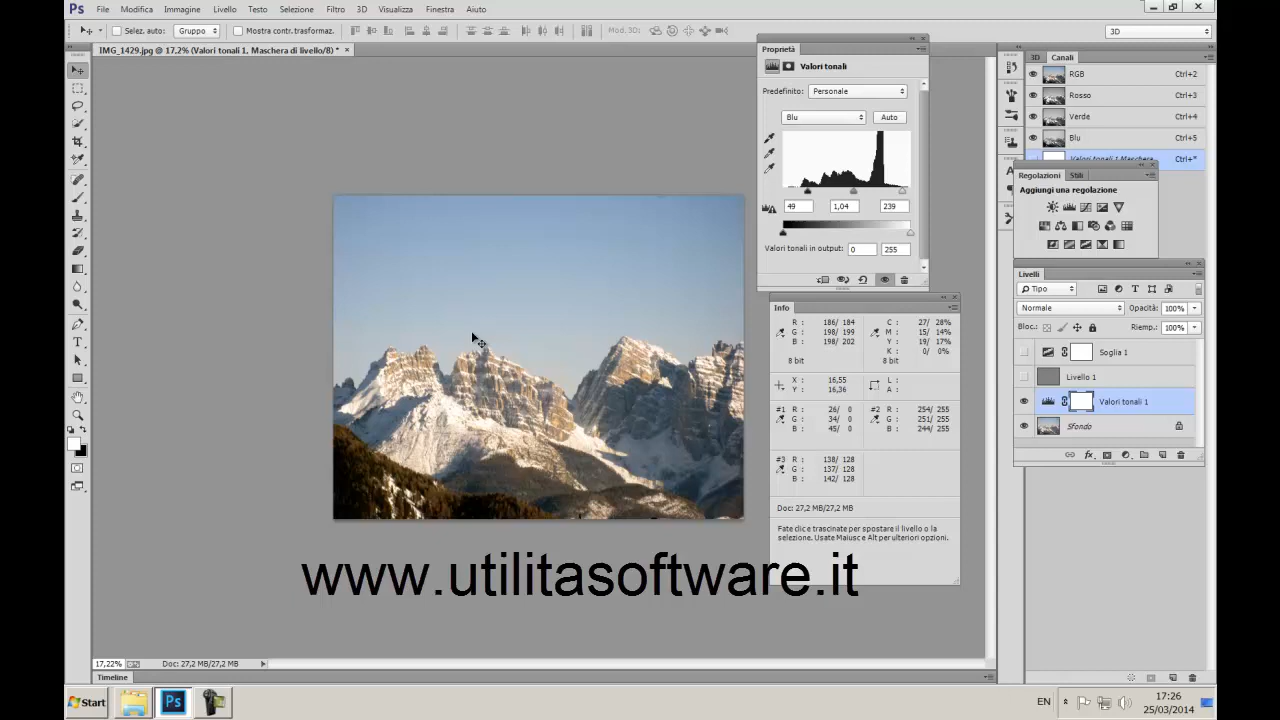 Ps File Modifica Immagine Livello Testo Selezione Filtro 3D Visualizza Finestra Aiuto
Selez. auto: Gruppo Mostra contr.trasformaz. Mod. 3D: 3D
IMG_1429.jpg @ 17,2% (Valori tonali 1, Maschera di livello/8) * ×
Proprietà
Valori tonali
Predefinito: Personale
Blu Auto
49 1,04 239
Valori tonali in output: 0 255
3D Canali
RGB Ctrl+2
Rosso Ctrl+3
Verde Ctrl+4
Blu Ctrl+5
Valori tonali 1 Maschera Ctrl+*
Regolazioni Stili
Aggiungi una regolazione
Livelli
Tipo
Normale Opacità: 100%
Bloc.: Riemp.: 100%
Soglia 1
Livello 1
Valori tonali 1
Sfondo
Info
R: 186/ 184 C: 27/ 28%
G: 198/ 199 M: 15/ 14%
B: 198/ 202 Y: 19/ 17%
K: 0/ 0%
8 bit 8 bit
X: 16,55 L:
Y: 16,36 A:
#1 R: 26/ 0 #2 R: 254/ 255
G: 31/ 0 G: 251/ 255
B: 45/ 0 B: 244/ 255
#3 R: 138/ 128
G: 137/ 128
B: 142/ 128
Doc: 27,2 MB/27,2 MB
Fate clic e trascinate per spostare il livello o la
selezione. Usate Maiusc e Alt per ulteriori opzioni.
www.utilitasoftware.it
17,22% Doc: 27,2 MB/27,2 MB
Timeline
Start Ps EN 17:26
25/03/2014